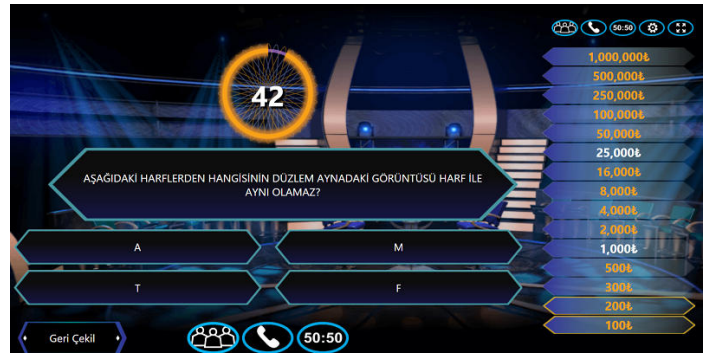 50:50
42
AŞAĞIDAKİ HARFLERDEN HANGİSİNİN DÜZLEM AYNADAKİ GÖRÜNTÜSÜ HARF İLE
AYNI OLAMAZ?
A
M
T
F
1,000,000₺
500,000₺
250,000₺
100,000₺
50,000₺
25,000₺
16,000₺
8,000₺
4,000₺
2,000₺
1,000₺
500₺
300₺
200₺
100₺
Geri Çekil
50:50